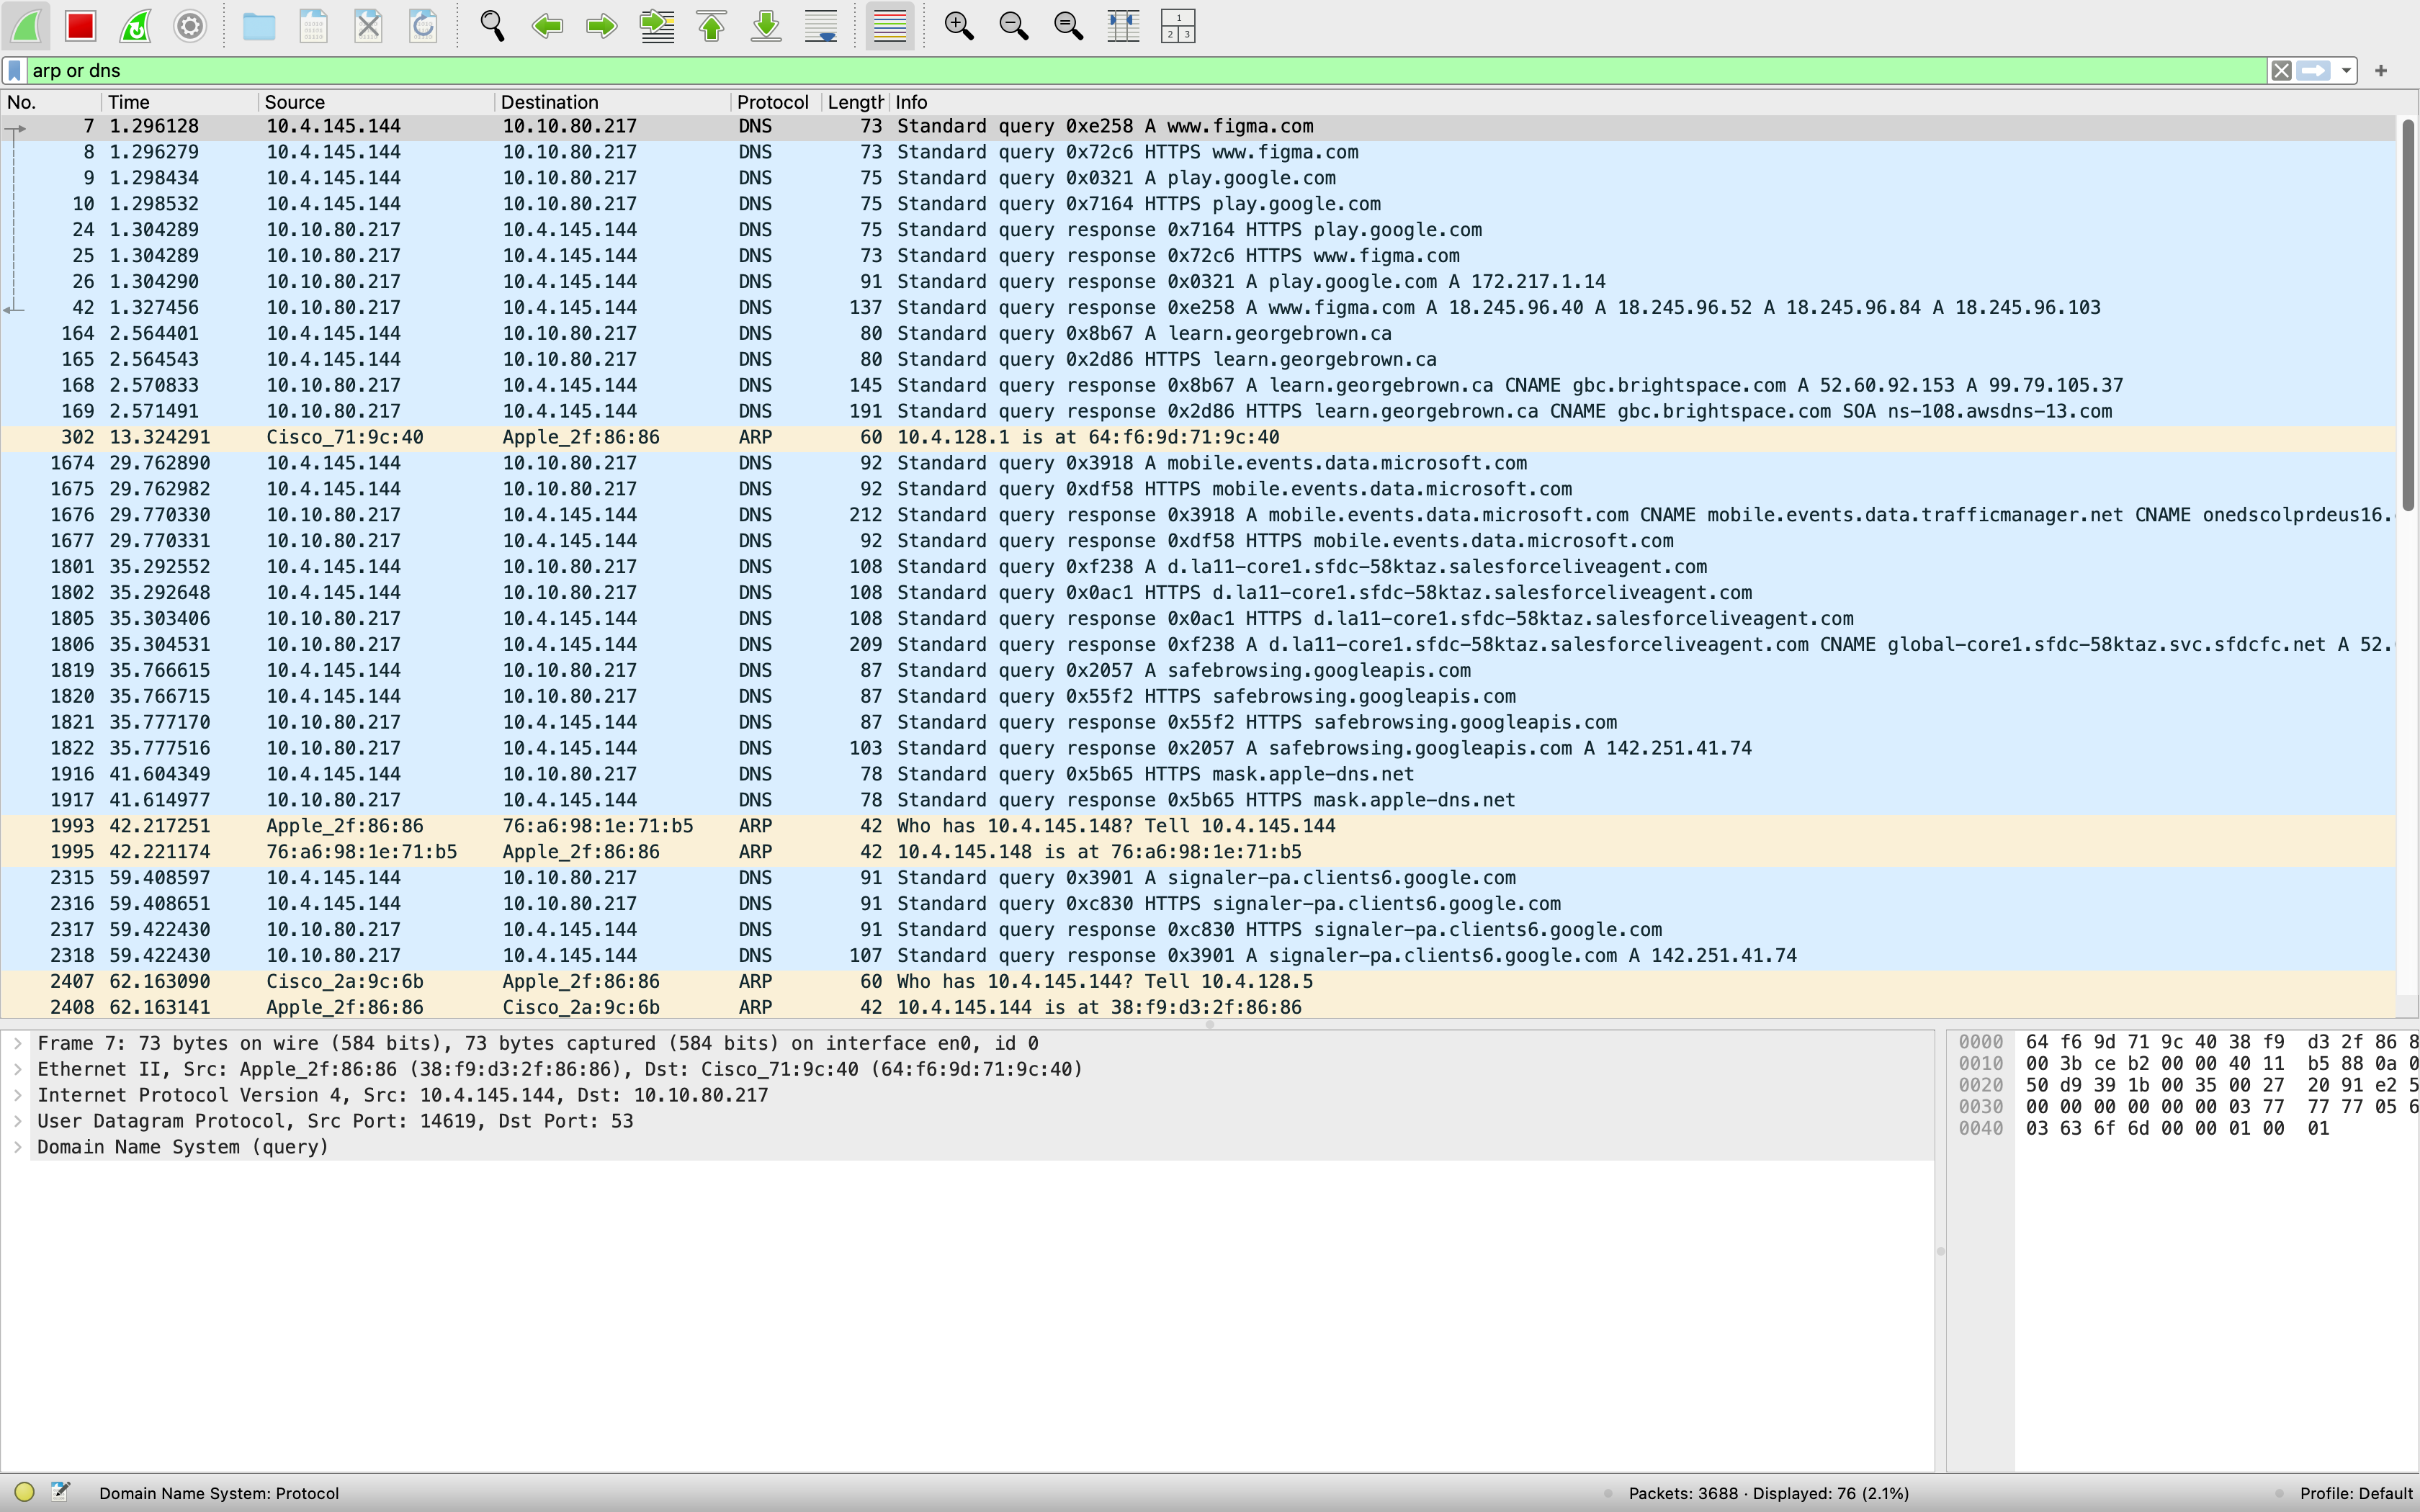 arp or dns
No. Time Source Destination Protocol Length Info
7 1.296128 10.4.145.144 10.10.80.217 DNS 73 Standard query 0xe258 A www.figma.com
8 1.296279 10.4.145.144 10.10.80.217 DNS 73 Standard query 0x72c6 HTTPS www.figma.com
9 1.298434 10.4.145.144 10.10.80.217 DNS 75 Standard query 0x0321 A play.google.com
10 1.298532 10.4.145.144 10.10.80.217 DNS 75 Standard query 0x7164 HTTPS play.google.com
24 1.304289 10.10.80.217 10.4.145.144 DNS 75 Standard query response 0x7164 HTTPS play.google.com
25 1.304289 10.10.80.217 10.4.145.144 DNS 73 Standard query response 0x72c6 HTTPS www.figma.com
26 1.304290 10.10.80.217 10.4.145.144 DNS 91 Standard query response 0x0321 A play.google.com A 172.217.1.14
42 1.327456 10.10.80.217 10.4.145.144 DNS 137 Standard query response 0xe258 A www.figma.com A 18.245.96.40 A 18.245.96.52 A 18.245.96.84 A 18.245.96.103
164 2.564401 10.4.145.144 10.10.80.217 DNS 80 Standard query 0x8b67 A learn.georgebrown.ca
165 2.564543 10.4.145.144 10.10.80.217 DNS 80 Standard query 0x2d86 HTTPS learn.georgebrown.ca
168 2.570833 10.10.80.217 10.4.145.144 DNS 145 Standard query response 0x8b67 A learn.georgebrown.ca CNAME gbc.brightspace.com A 52.60.92.153 A 99.79.105.37
169 2.571491 10.10.80.217 10.4.145.144 DNS 191 Standard query response 0x2d86 HTTPS learn.georgebrown.ca CNAME gbc.brightspace.com SOA ns-108.awsdns-13.com
302 13.324291 Cisco_71:9c:40 Apple_2f:86:86 ARP 60 10.4.128.1 is at 64:f6:9d:71:9c:40
1674 29.762890 10.4.145.144 10.10.80.217 DNS 92 Standard query 0x3918 A mobile.events.data.microsoft.com
1675 29.762982 10.4.145.144 10.10.80.217 DNS 92 Standard query 0xdf58 HTTPS mobile.events.data.microsoft.com
1676 29.770330 10.10.80.217 10.4.145.144 DNS 212 Standard query response 0x3918 A mobile.events.data.microsoft.com CNAME mobile.events.data.trafficmanager.net CNAME onedscolprdeus16.
1677 29.770331 10.10.80.217 10.4.145.144 DNS 92 Standard query response 0xdf58 HTTPS mobile.events.data.microsoft.com
1801 35.292552 10.4.145.144 10.10.80.217 DNS 108 Standard query 0xf238 A d.la11-core1.sfdc-58ktaz.salesforceliveagent.com
1802 35.292648 10.4.145.144 10.10.80.217 DNS 108 Standard query 0x0ac1 HTTPS d.la11-core1.sfdc-58ktaz.salesforceliveagent.com
1805 35.303406 10.10.80.217 10.4.145.144 DNS 108 Standard query response 0x0ac1 HTTPS d.la11-core1.sfdc-58ktaz.salesforceliveagent.com
1806 35.304531 10.10.80.217 10.4.145.144 DNS 209 Standard query response 0xf238 A d.la11-core1.sfdc-58ktaz.salesforceliveagent.com CNAME global-core1.sfdc-58ktaz.svc.sfdcfc.net A 52.
1819 35.766615 10.4.145.144 10.10.80.217 DNS 87 Standard query 0x2057 A safebrowsing.googleapis.com
1820 35.766715 10.4.145.144 10.10.80.217 DNS 87 Standard query 0x55f2 HTTPS safebrowsing.googleapis.com
1821 35.777170 10.10.80.217 10.4.145.144 DNS 87 Standard query response 0x55f2 HTTPS safebrowsing.googleapis.com
1822 35.777516 10.10.80.217 10.4.145.144 DNS 103 Standard query response 0x2057 A safebrowsing.googleapis.com A 142.251.41.74
1916 41.604349 10.4.145.144 10.10.80.217 DNS 78 Standard query 0x5b65 HTTPS mask.apple-dns.net
1917 41.614977 10.10.80.217 10.4.145.144 DNS 78 Standard query response 0x5b65 HTTPS mask.apple-dns.net
1993 42.217251 Apple_2f:86:86 76:a6:98:1e:71:b5 ARP 42 Who has 10.4.145.148? Tell 10.4.145.144
1995 42.221174 76:a6:98:1e:71:b5 Apple_2f:86:86 ARP 42 10.4.145.148 is at 76:a6:98:1e:71:b5
2315 59.408597 10.4.145.144 10.10.80.217 DNS 91 Standard query 0x3901 A signaler-pa.clients6.google.com
2316 59.408651 10.4.145.144 10.10.80.217 DNS 91 Standard query 0xc830 HTTPS signaler-pa.clients6.google.com
2317 59.422430 10.10.80.217 10.4.145.144 DNS 91 Standard query response 0xc830 HTTPS signaler-pa.clients6.google.com
2318 59.422430 10.10.80.217 10.4.145.144 DNS 107 Standard query response 0x3901 A signaler-pa.clients6.google.com A 142.251.41.74
2407 62.163090 Cisco_2a:9c:6b Apple_2f:86:86 ARP 60 Who has 10.4.145.144? Tell 10.4.128.5
2408 62.163141 Apple_2f:86:86 Cisco_2a:9c:6b ARP 42 10.4.145.144 is at 38:f9:d3:2f:86:86
Frame 7: 73 bytes on wire (584 bits), 73 bytes captured (584 bits) on interface en0, id 0
Ethernet II, Src: Apple_2f:86:86 (38:f9:d3:2f:86:86), Dst: Cisco_71:9c:40 (64:f6:9d:71:9c:40)
Internet Protocol Version 4, Src: 10.4.145.144, Dst: 10.10.80.217
User Datagram Protocol, Src Port: 14619, Dst Port: 53
Domain Name System (query)
0000 64 f6 9d 71 9c 40 38 f9 d3 2f 86 8
0010 00 3b ce b2 00 00 40 11 b5 88 0a 0
0020 50 d9 39 1b 00 35 00 27 20 91 e2 5
0030 00 00 00 00 00 00 03 77 77 77 05 6
0040 03 63 6f 6d 00 00 01 00 01
Domain Name System: Protocol
Packets: 3688 · Displayed: 76 (2.1%)
Profile: Default